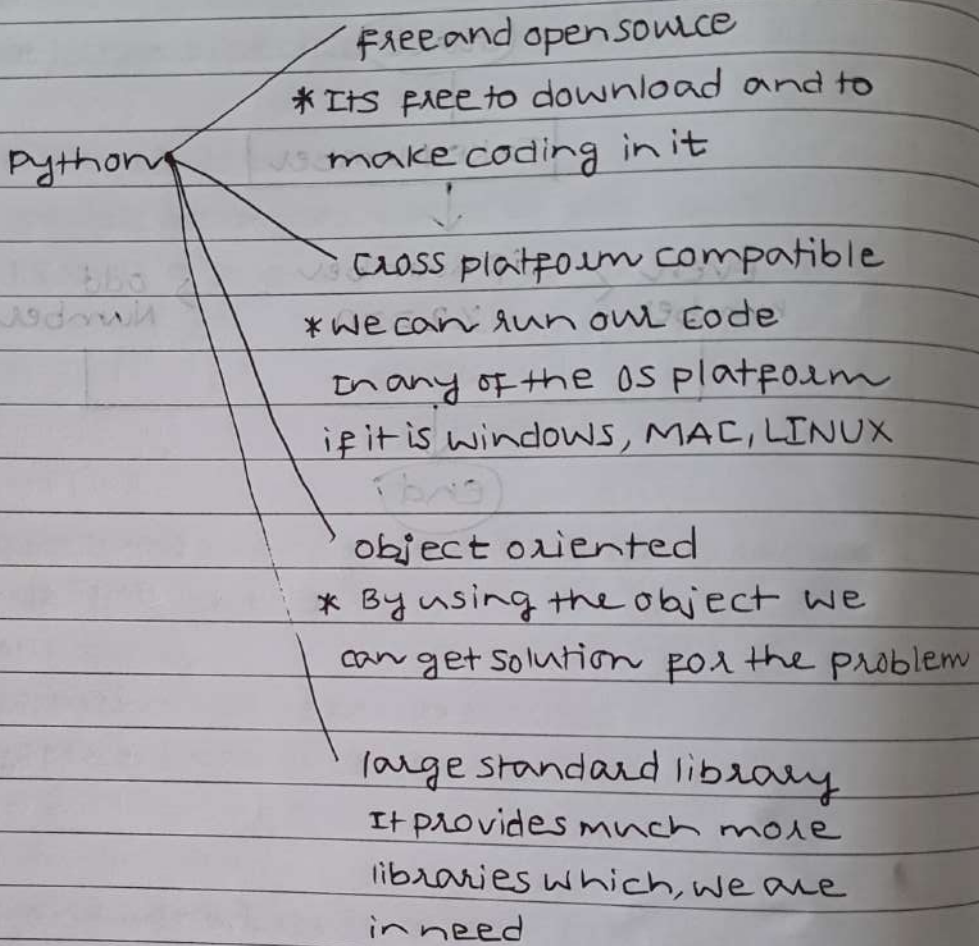 free and open source
* Its free to download and to
Python make coding in it
cross platform compatible
* we can run our code
In any of the OS platform
if it is windows, MAC, LINUX
object oriented
* By using the object we
can get solution for the problem
large standard library
It provides much more
libraries which, we are
in need